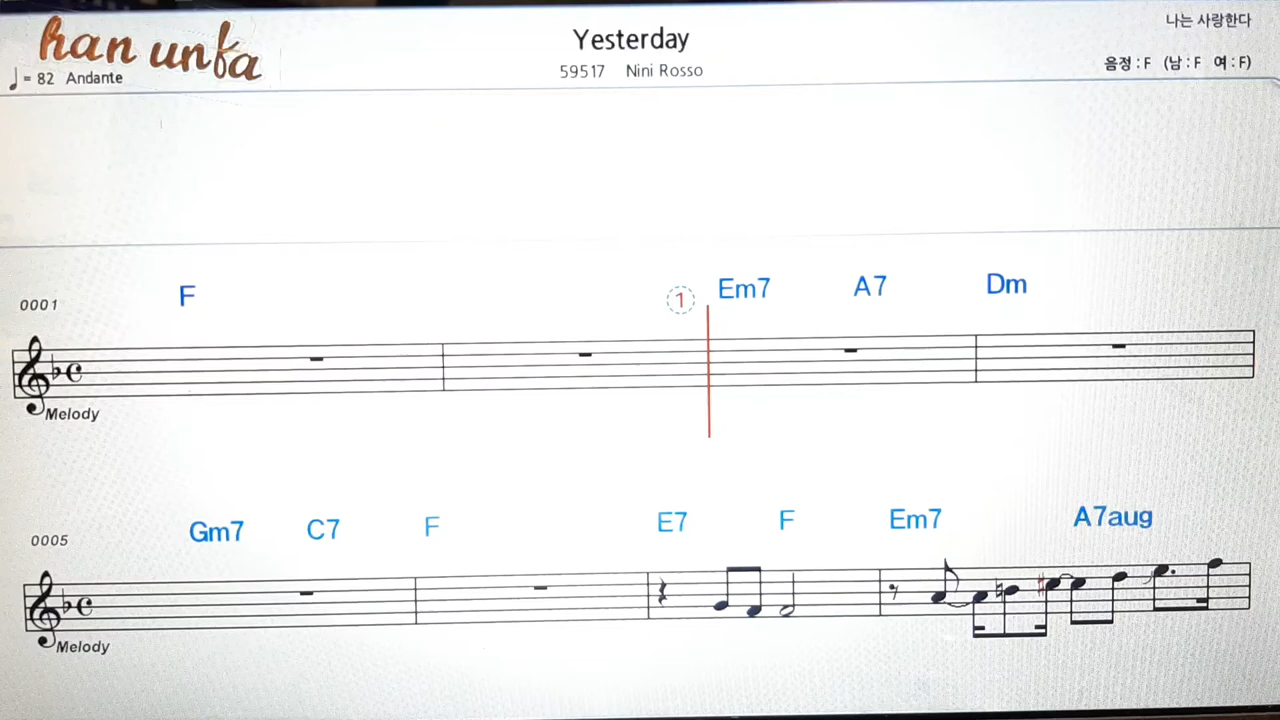 han unfa
Yesterday
나는 사랑한다
♩= 82 Andante
59517 Nini Rosso
음정 : F (남 : F 여 : F)
0001
F
1
Em7 A7 Dm
Melody
0005
Gm7 C7 F E7 F Em7 A7aug
Melody